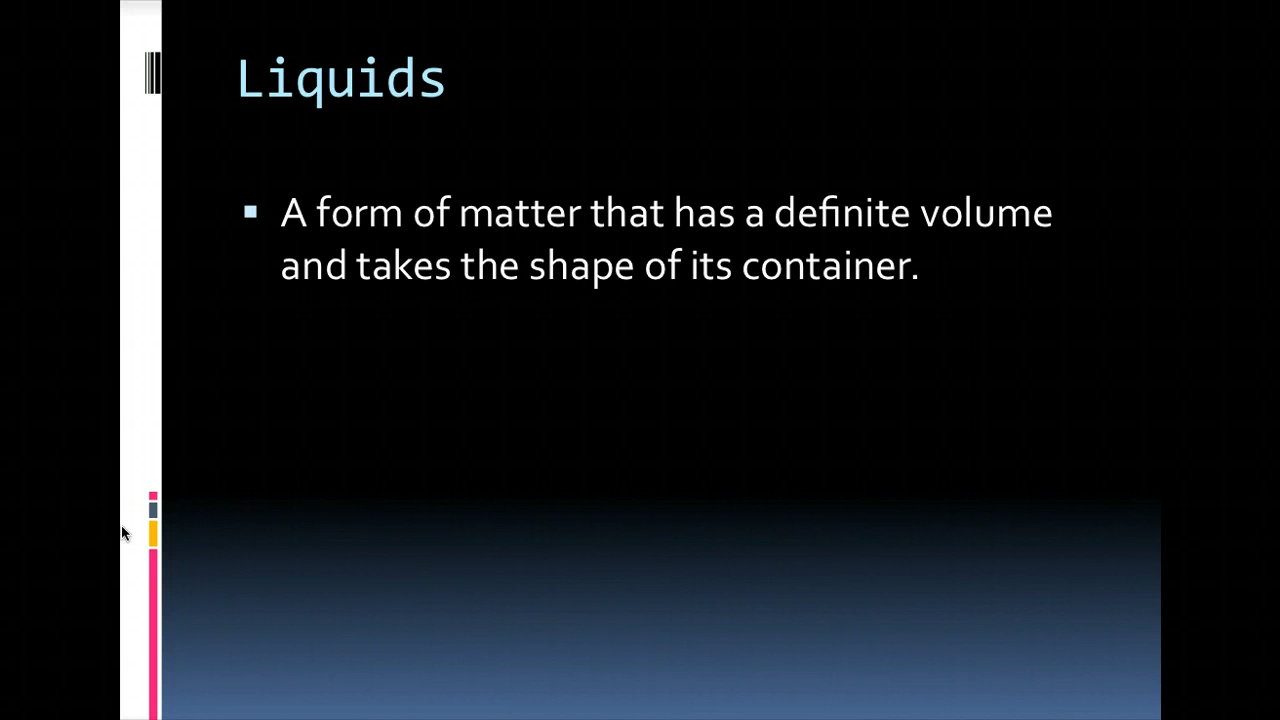 Liquids
A form of matter that has a definite volume
and takes the shape of its container.